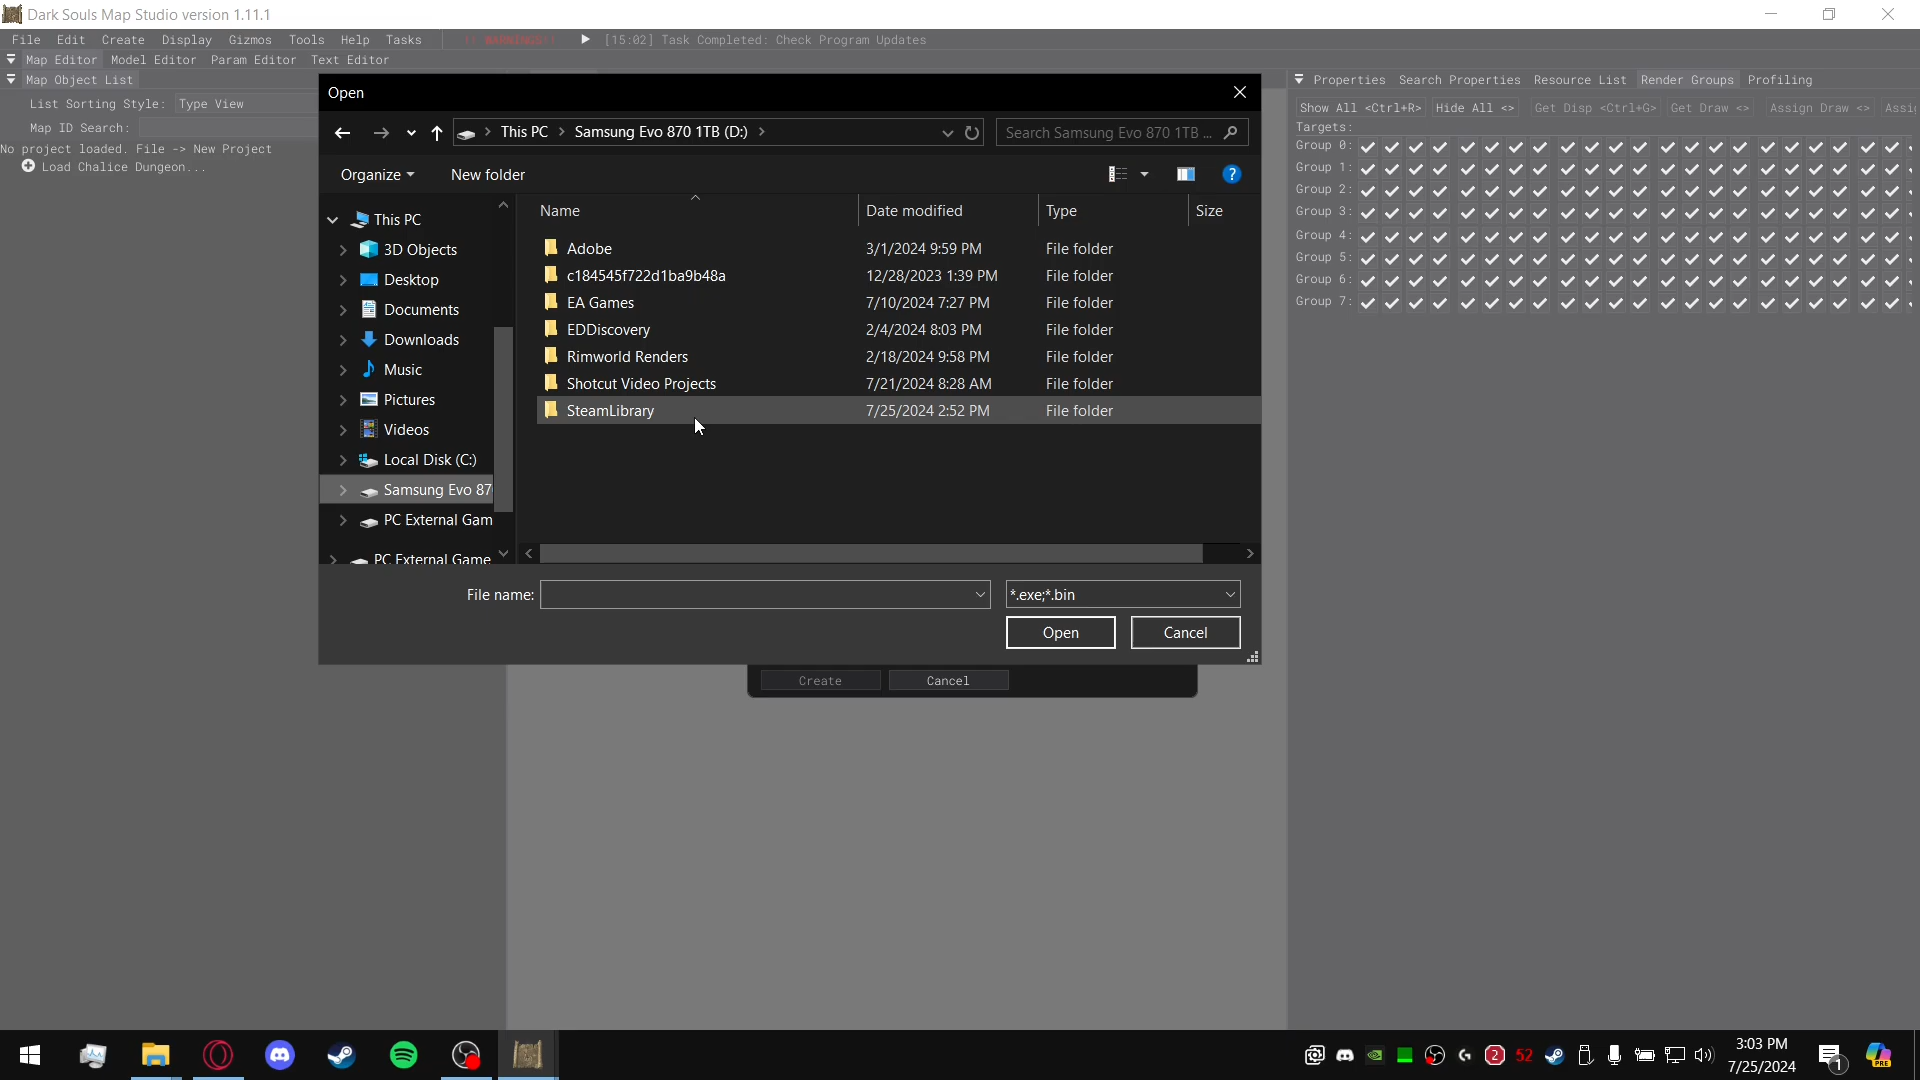 Dark Souls Map Studio version 1.11.1
File Edit Create Display Gizmos Tools Help Tasks !! WARNINGS!! [15:02] Task Completed: Check Program Updates
Map Editor Model Editor Param Editor Text Editor
Map Object List
List Sorting Style: Type View
Map ID Search:
No project loaded. File -> New Project
Load Chalice Dungeon...
Open
This PC > Samsung Evo 870 1TB (D:) >
Search Samsung Evo 870 1TB ...
Organize New folder
This PC
3D Objects
Desktop
Documents
Downloads
Music
Pictures
Videos
Local Disk (C:)
Samsung Evo 87
PC External Gam
PC External Game
Name Date modified Type Size
Adobe 3/1/2024 9:59 PM File folder
c184545f722d1ba9b48a 12/28/2023 1:39 PM File folder
EA Games 7/10/2024 7:27 PM File folder
EDDiscovery 2/4/2024 8:03 PM File folder
Rimworld Renders 2/18/2024 9:58 PM File folder
Shotcut Video Projects 7/21/2024 8:28 AM File folder
SteamLibrary 7/25/2024 2:52 PM File folder
File name: *.exe;*.bin
Open Cancel
Create Cancel
Properties Search Properties Resource List Render Groups Profiling
Show All <Ctrl+R> Hide All <> Get Disp <Ctrl+G> Get Draw <> Assign Draw <> Assig
Targets:
Group 0:
Group 1:
Group 2:
Group 3:
Group 4:
Group 5:
Group 6:
Group 7:
2 52
3:03 PM
7/25/2024
1
PRE